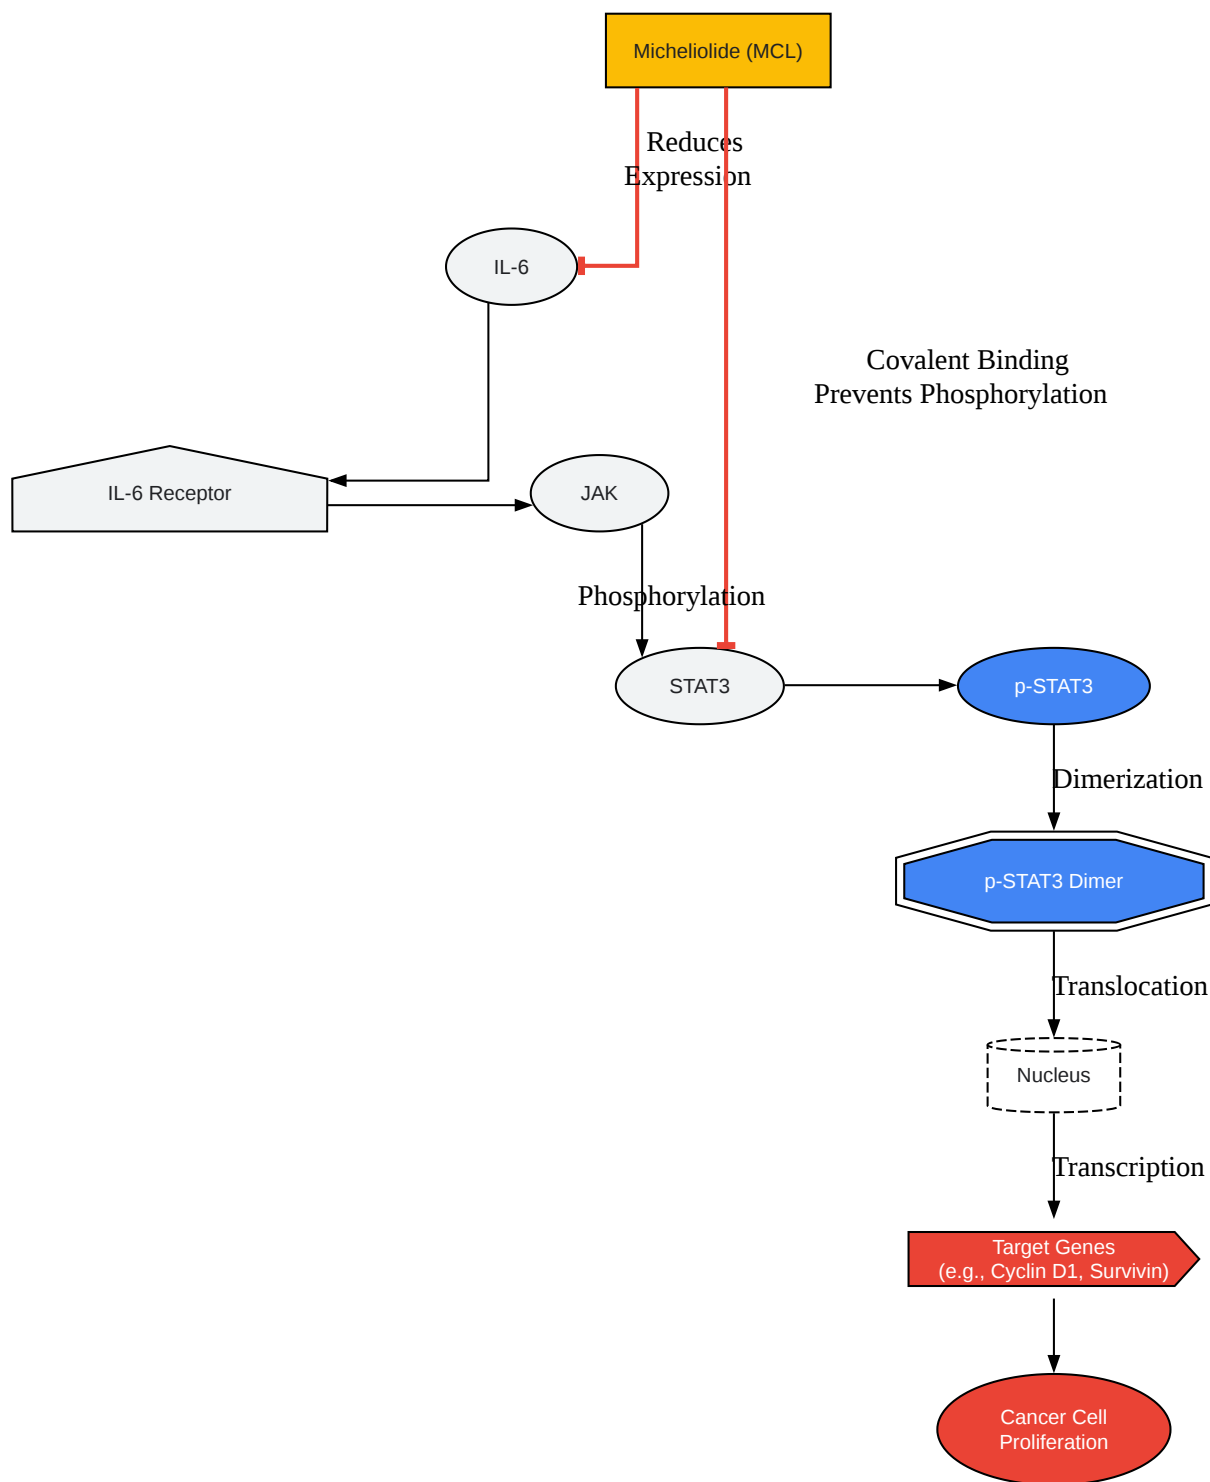 Micheliolide (MCL)
Reduces
Expression
IL-6
Covalent Binding
Prevents Phosphorylation
IL-6 Receptor
JAK
Phosphorylation
STAT3
p-STAT3
Dimerization
p-STAT3 Dimer
Translocation
Nucleus
Transcription
Target Genes
(e.g., Cyclin D1, Survivin)
Cancer Cell
Proliferation